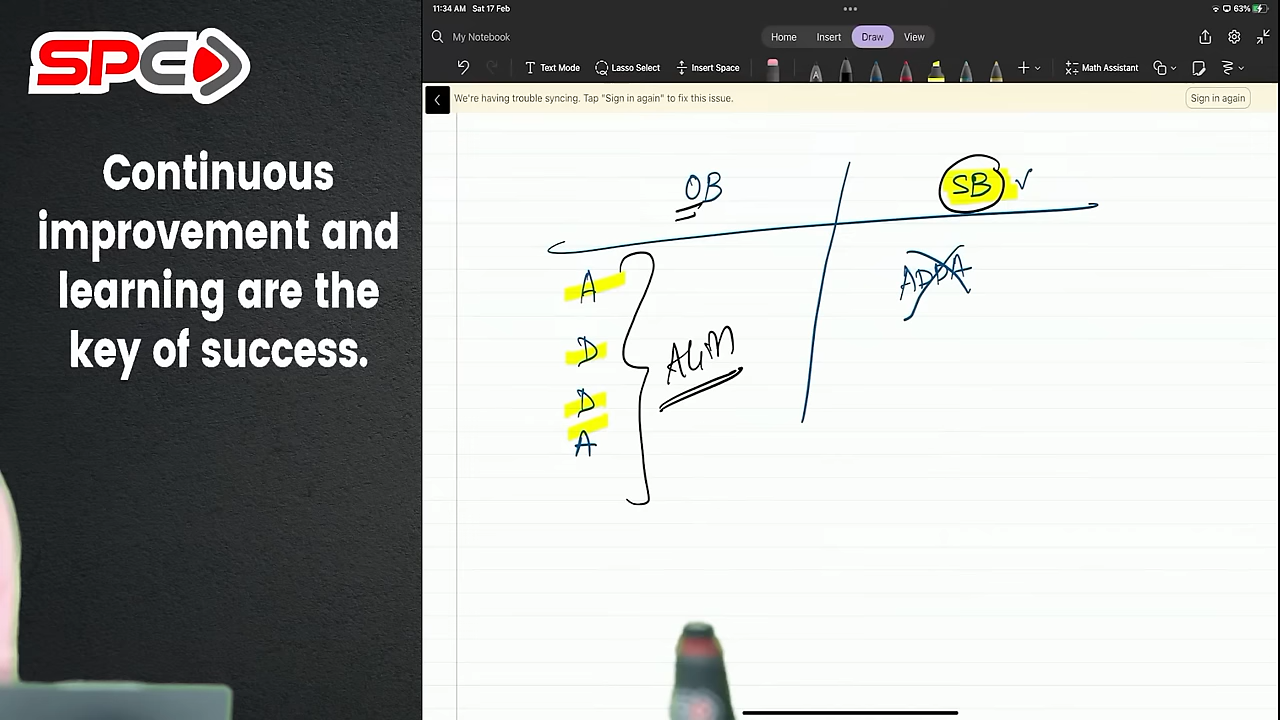 SPE
Continuous
improvement and
learning are the
key of success.
11:34 AM Sat 17 Feb
63%
My Notebook
Home Insert Draw View
Text Mode Lasso Select Insert Space Math Assistant
We're having trouble syncing. Tap "Sign in again" to fix this issue. Sign in again
OB SB
A ADDA
D AGM
D
A